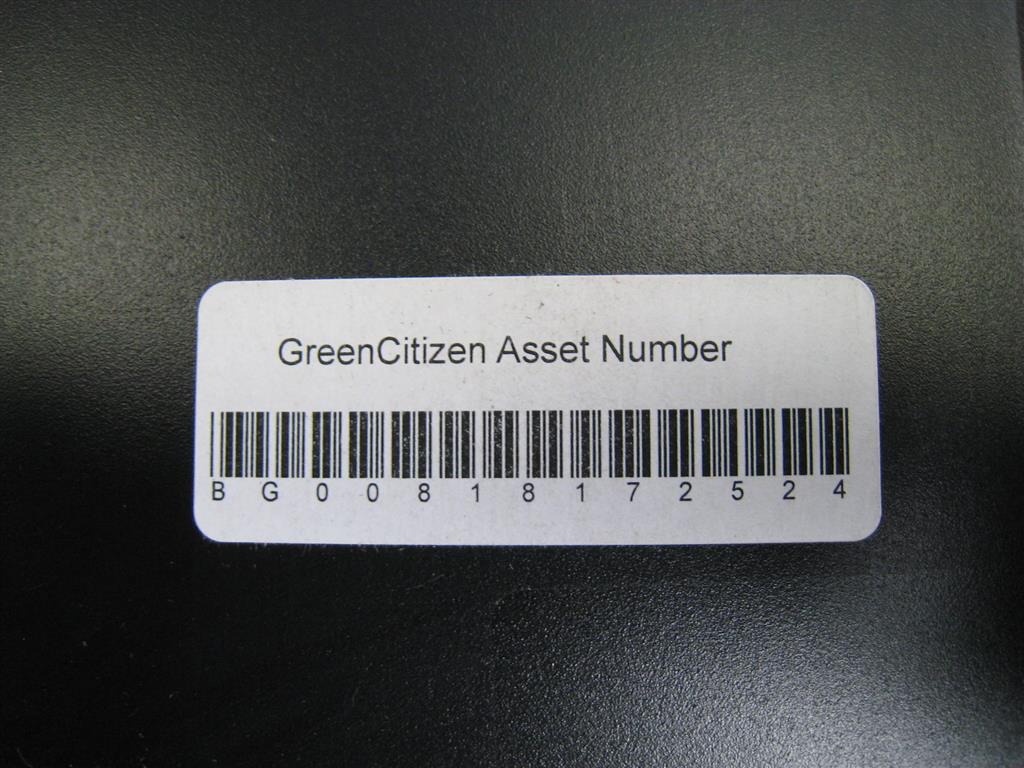 GreenCitizen Asset Number
B G 0 0 8 1 8 1 7 2 5 2 4